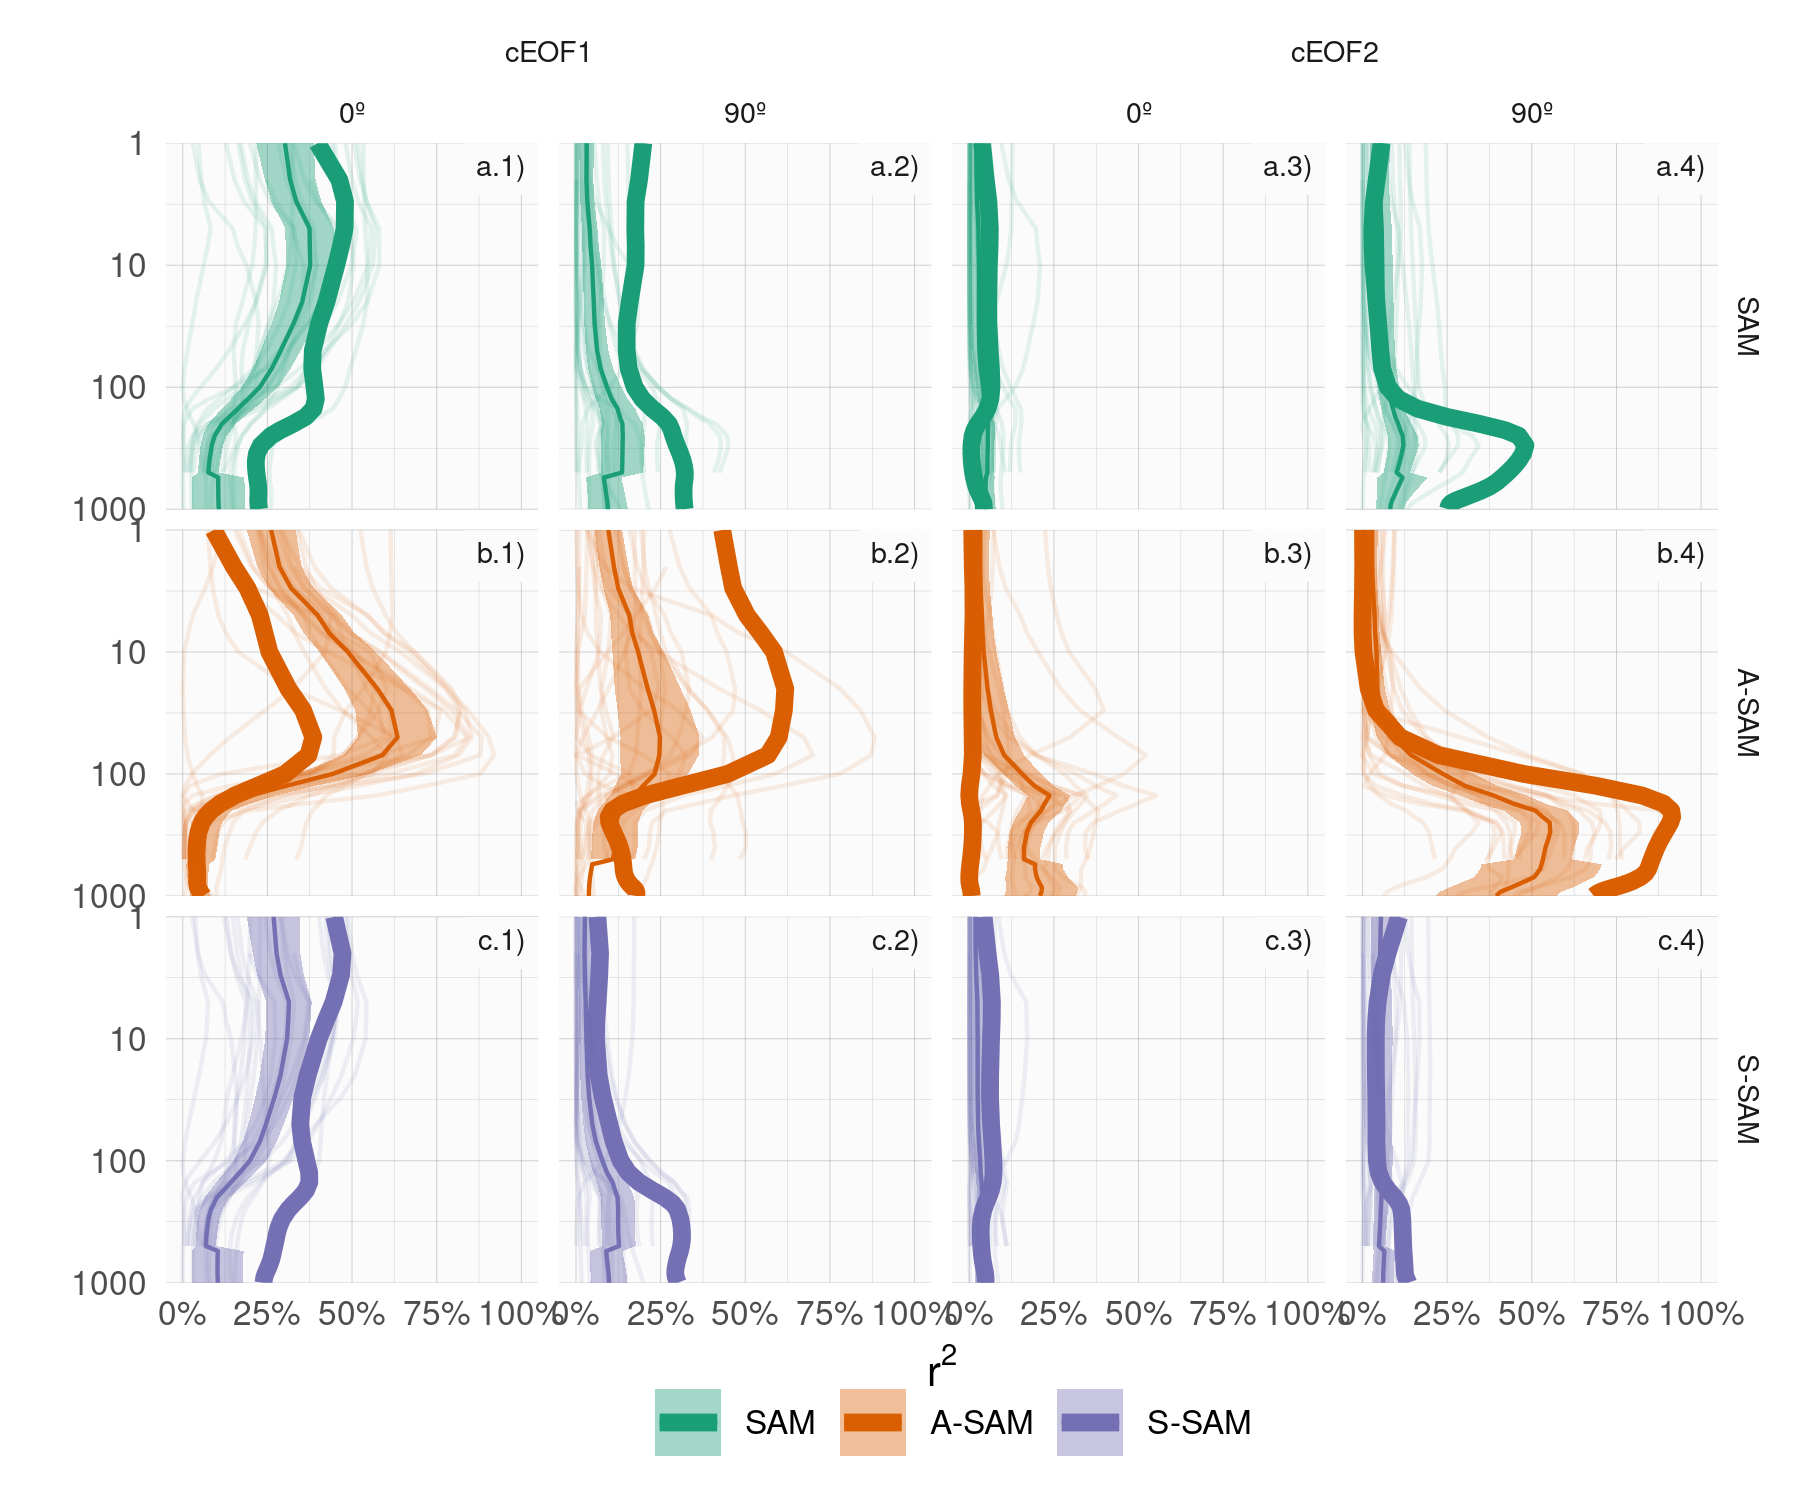 cEOF1 cEOF2
0º 90º 0º 90º
1 a.1) a.2) a.3) a.4)
10
SAM
100
1000
1 b.1) b.2) b.3) b.4)
10
A-SAM
100
1000
1 c.1) c.2) c.3) c.4)
10
S-SAM
100
1000
0% 25% 50% 75% 100% 0% 25% 50% 75% 100% 0% 25% 50% 75% 100% 0% 25% 50% 75% 100%
r²
SAM A-SAM S-SAM